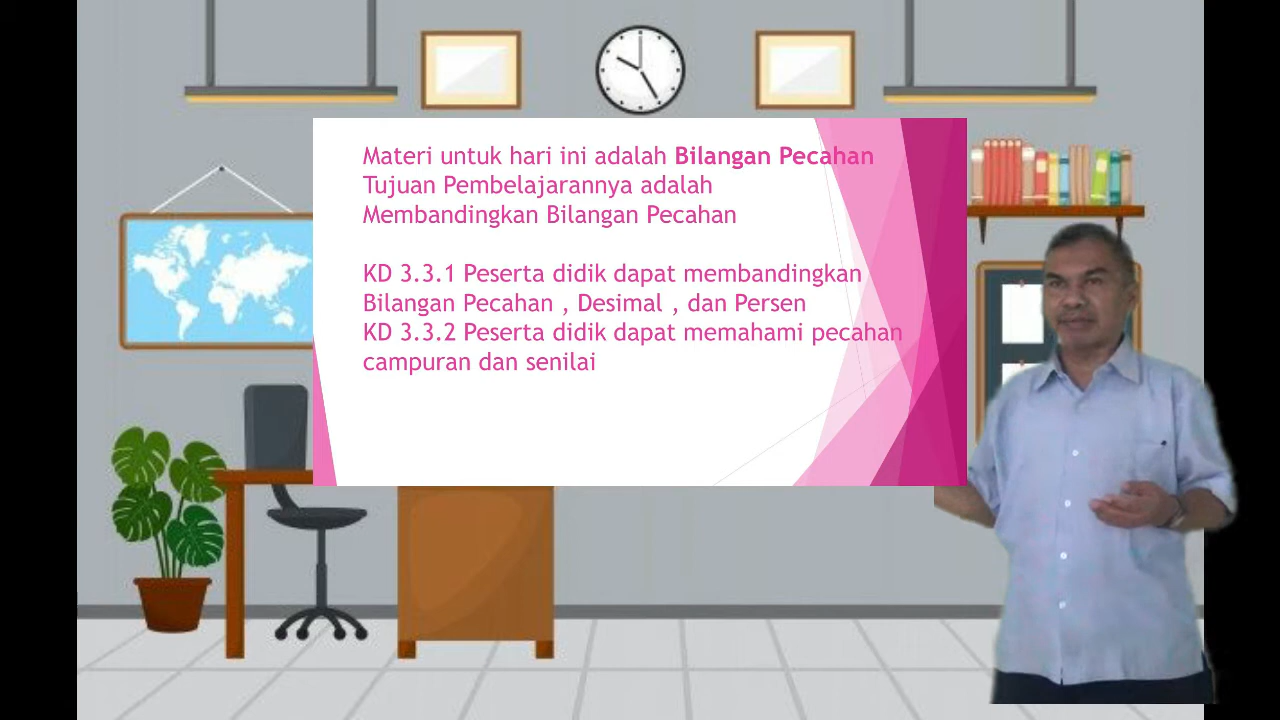 Materi untuk hari ini adalah Bilangan Pecahan
Tujuan Pembelajarannya adalah
Membandingkan Bilangan Pecahan
KD 3.3.1 Peserta didik dapat membandingkan
Bilangan Pecahan , Desimal , dan Persen
KD 3.3.2 Peserta didik dapat memahami pecahan
campuran dan senilai